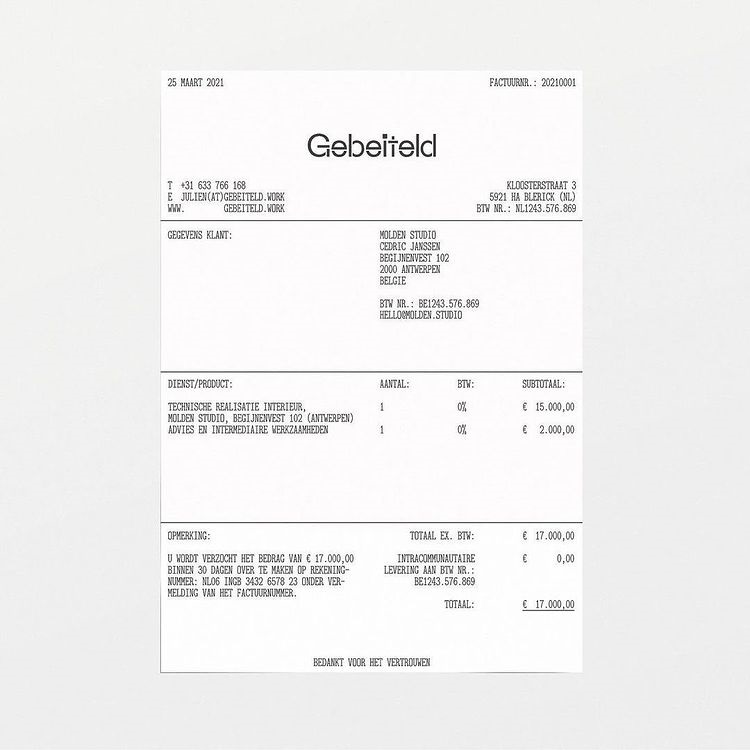 25 MAART 2021 FACTUURNR.: 20210001
Gebeiteld
T +31 633 766 168
E JULIEN(AT)GEBEITELD.WORK
WWW. GEBEITELD.WORK
KLOOSTERSTRAAT 3
5921 HA BLERICK (NL)
BTW NR.: NL1243.576.869
GEGEVENS KLANT:
MOLDEN STUDIO
CEDRIC JANSSEN
BEGIJNENVEST 102
2000 ANTWERPEN
BELGIE
BTW NR.: BE1243.576.869
HELLO@MOLDEN.STUDIO
DIENST/PRODUCT: AANTAL: BTW: SUBTOTAAL:
TECHNISCHE REALISATIE INTERIEUR, 1 0% € 15.000,00
MOLDEN STUDIO, BEGIJNENVEST 102 (ANTWERPEN)
ADVIES EN INTERMEDIAIRE WERKZAAMHEDEN 1 0% € 2.000,00
OPMERKING:
U WORDT VERZOCHT HET BEDRAG VAN € 17.000,00
BINNEN 30 DAGEN OVER TE MAKEN OP REKENING-
NUMMER: NL06 INGB 3432 6578 23 ONDER VER-
MELDING VAN HET FACTUURNUMMER.
TOTAAL EX. BTW: € 17.000,00
INTRACOMMUNAUTAIRE € 0,00
LEVERING AAN BTW NR.:
BE1243.576.869
TOTAAL: € 17.000,00
BEDANKT VOOR HET VERTROUWEN